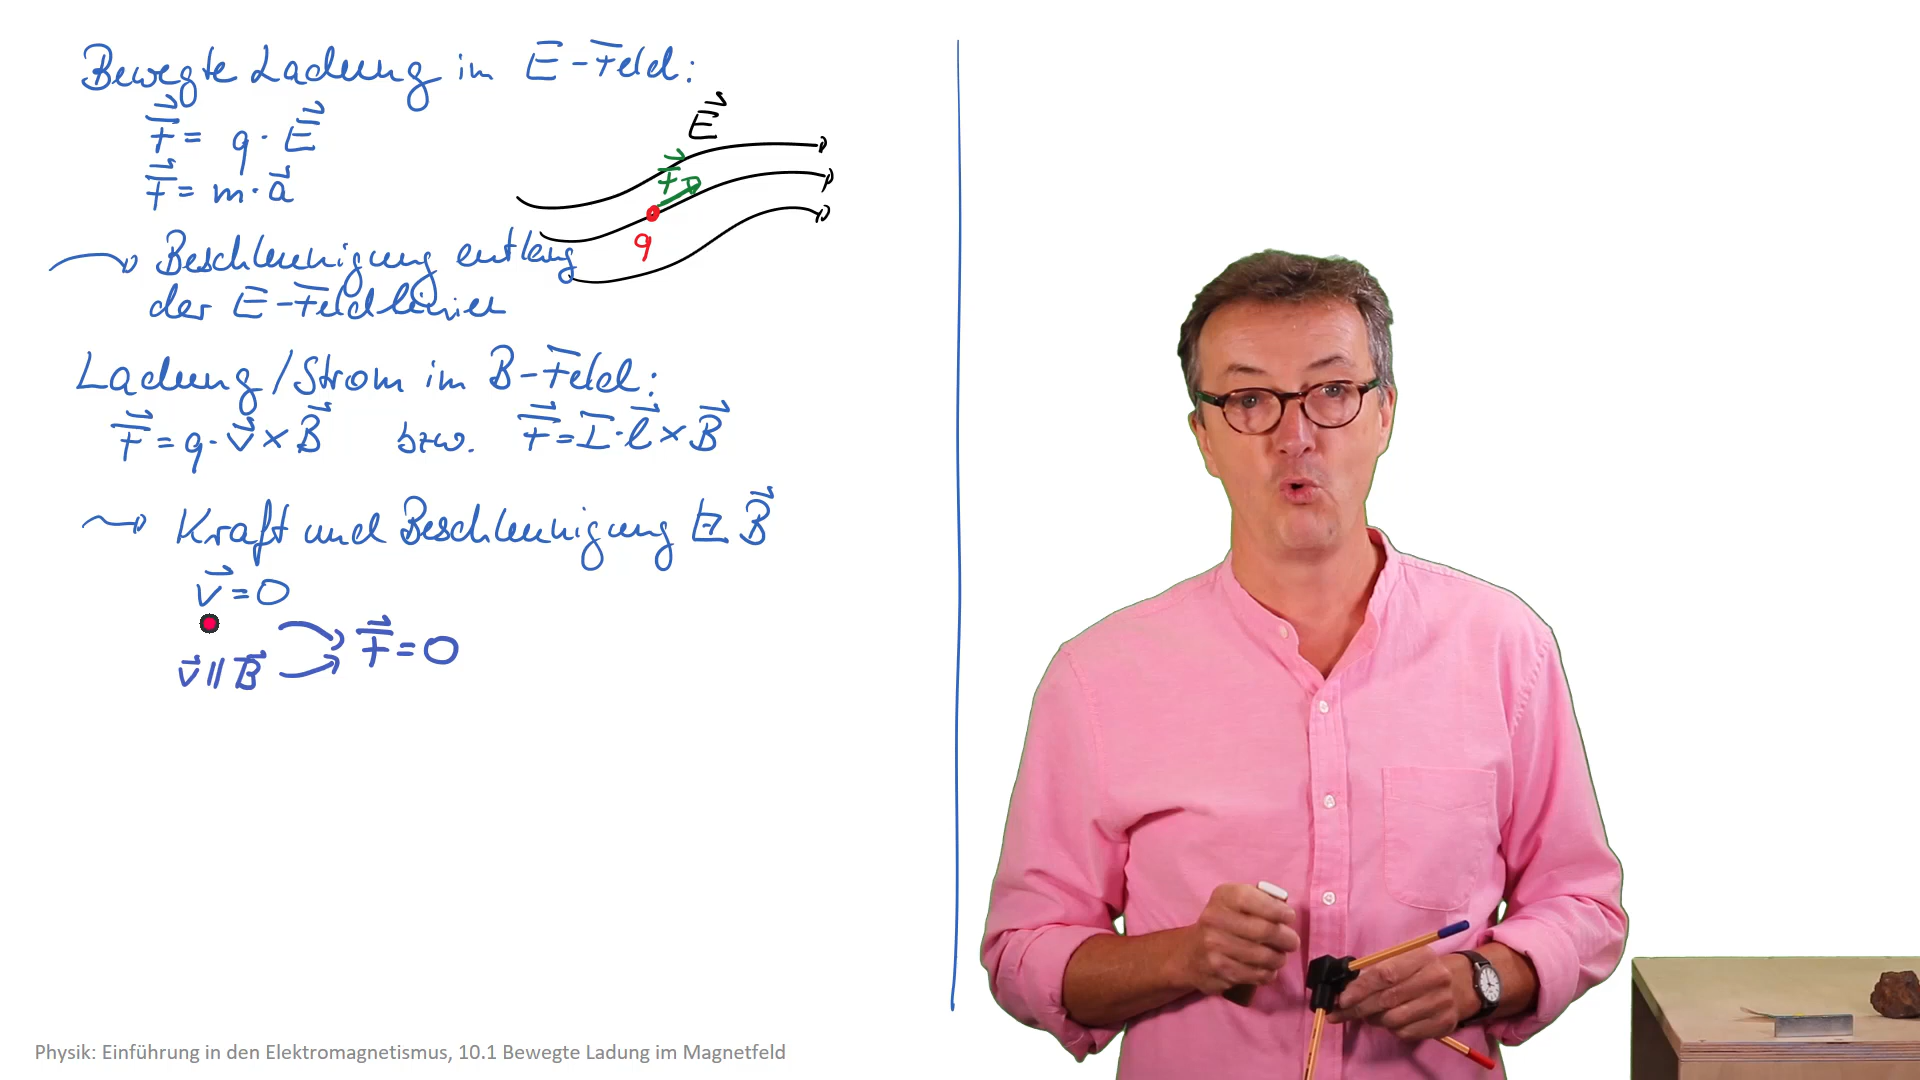 Bewegte Ladung im E-Feld:
F⃗ = q · E⃗
F⃗ = m · a⃗
E⃗
F⃗
q
→ Beschleunigung entlang
der E-Feldlinien
Ladung/Strom im B-Feld:
F⃗ = q · v⃗ × B⃗ bzw. F⃗ = I · l⃗ × B⃗
→ Kraft und Beschleunigung ⊥ B⃗
v⃗ = 0
F⃗ = 0
v⃗ ∥ B⃗
Physik: Einführung in den Elektromagnetismus, 10.1 Bewegte Ladung im Magnetfeld